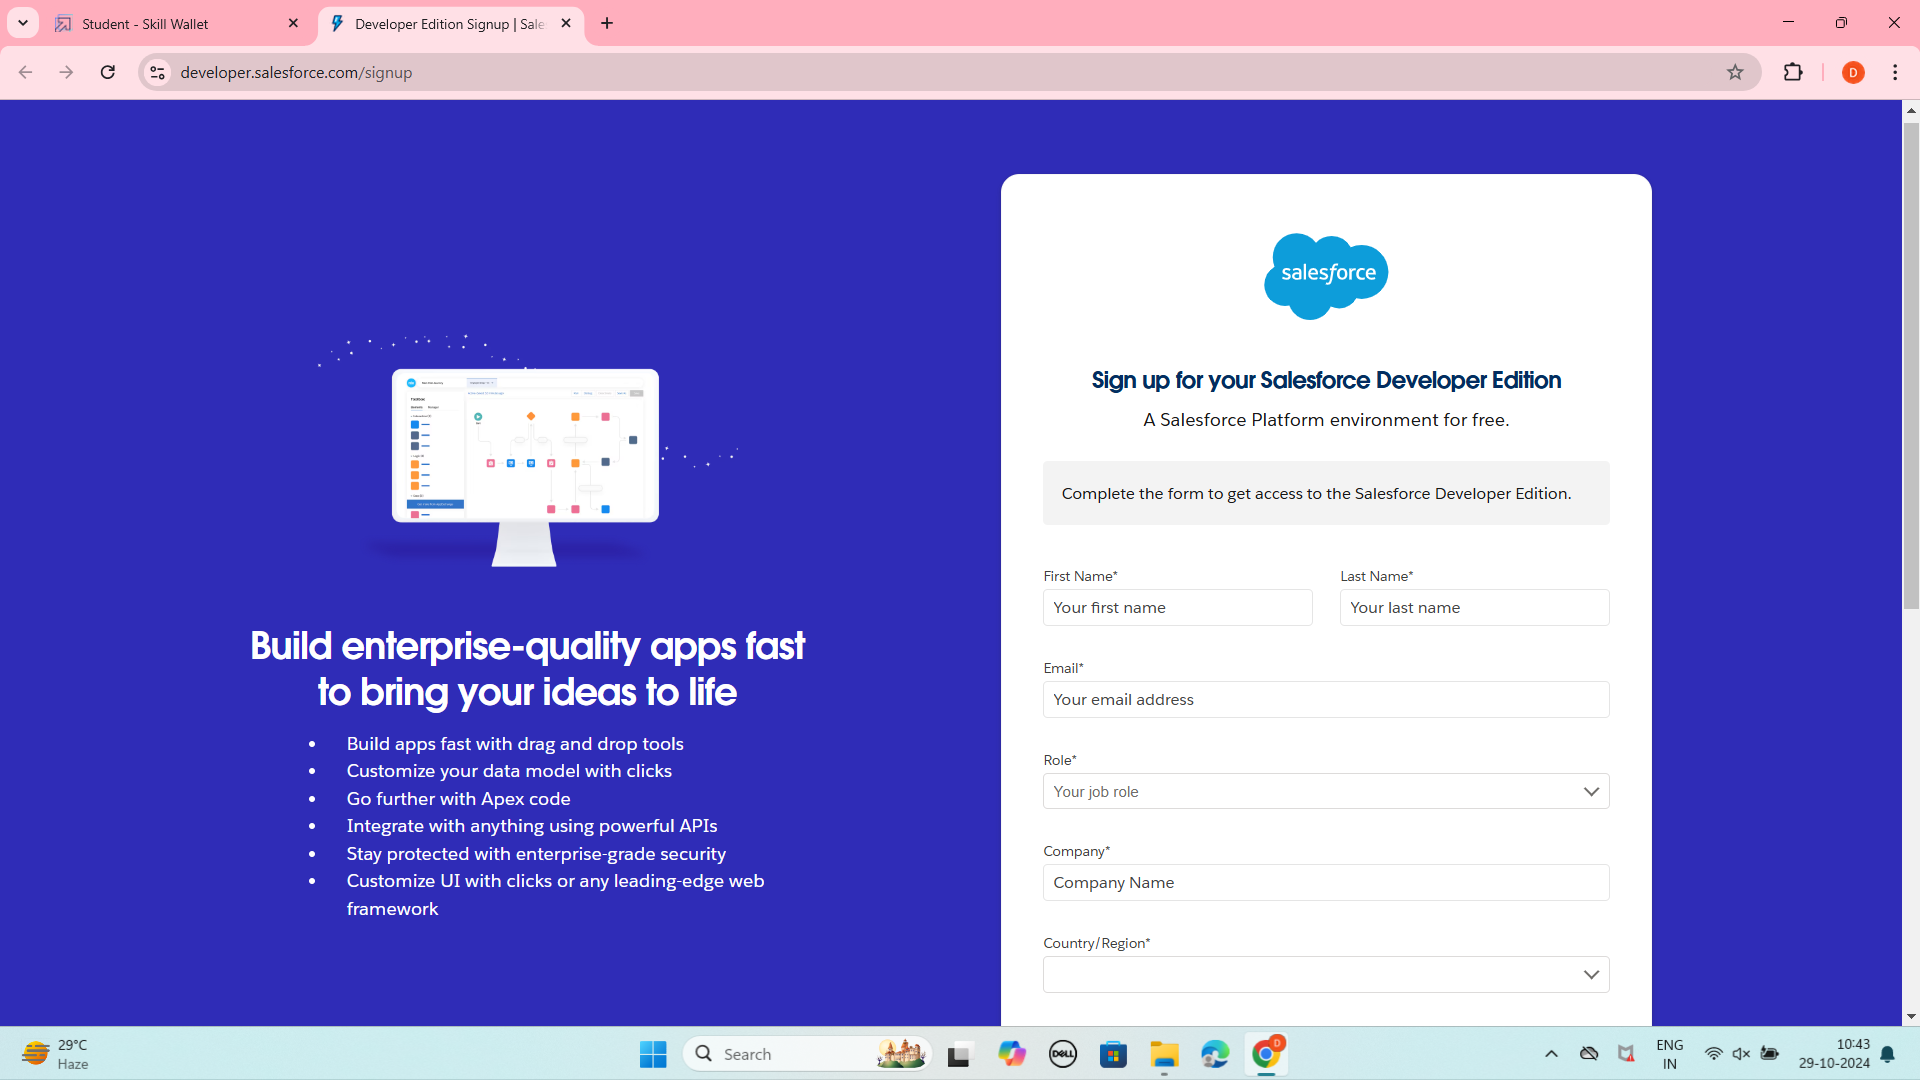 Student - Skill Wallet
Developer Edition Signup | Sale
developer.salesforce.com/signup
D
salesforce
Sign up for your Salesforce Developer Edition
A Salesforce Platform environment for free.
Complete the form to get access to the Salesforce Developer Edition.
First Name*
Last Name*
Your first name
Your last name
Email*
Your email address
Role*
Your job role
Company*
Company Name
Country/Region*
Build enterprise-quality apps fast
to bring your ideas to life
• Build apps fast with drag and drop tools
• Customize your data model with clicks
• Go further with Apex code
• Integrate with anything using powerful APIs
• Stay protected with enterprise-grade security
• Customize UI with clicks or any leading-edge web
framework
29°C
Haze
Search
DELL
D
ENG
IN
10:43
29-10-2024